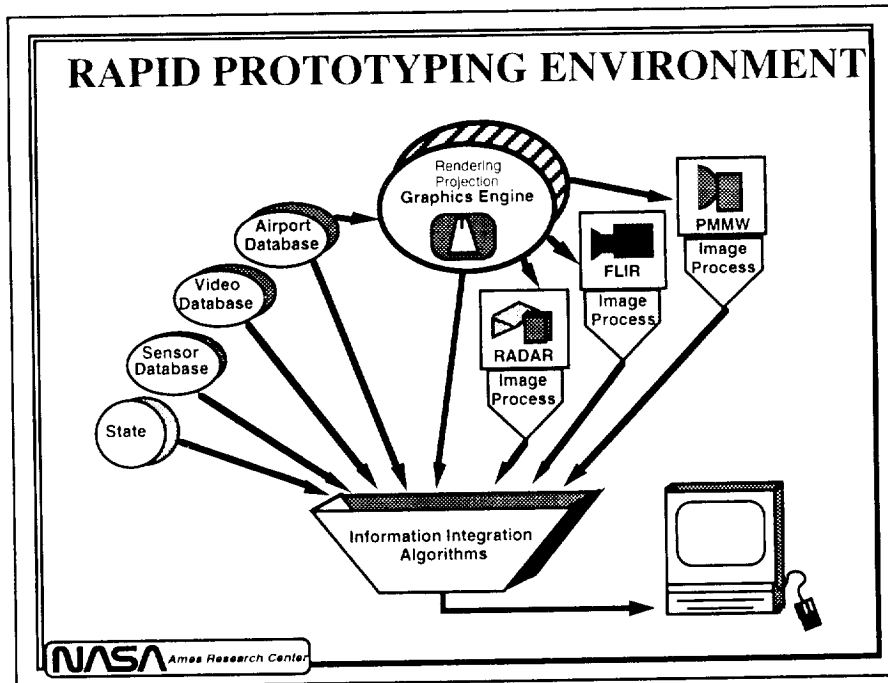 RAPID PROTOTYPING ENVIRONMENT
Rendering
Projection
Graphics Engine
PMMW
Image
Process
FLIR
Image
Process
RADAR
Image
Process
Airport
Database
Video
Database
Sensor
Database
State
Information Integration
Algorithms
NASA Ames Research Center